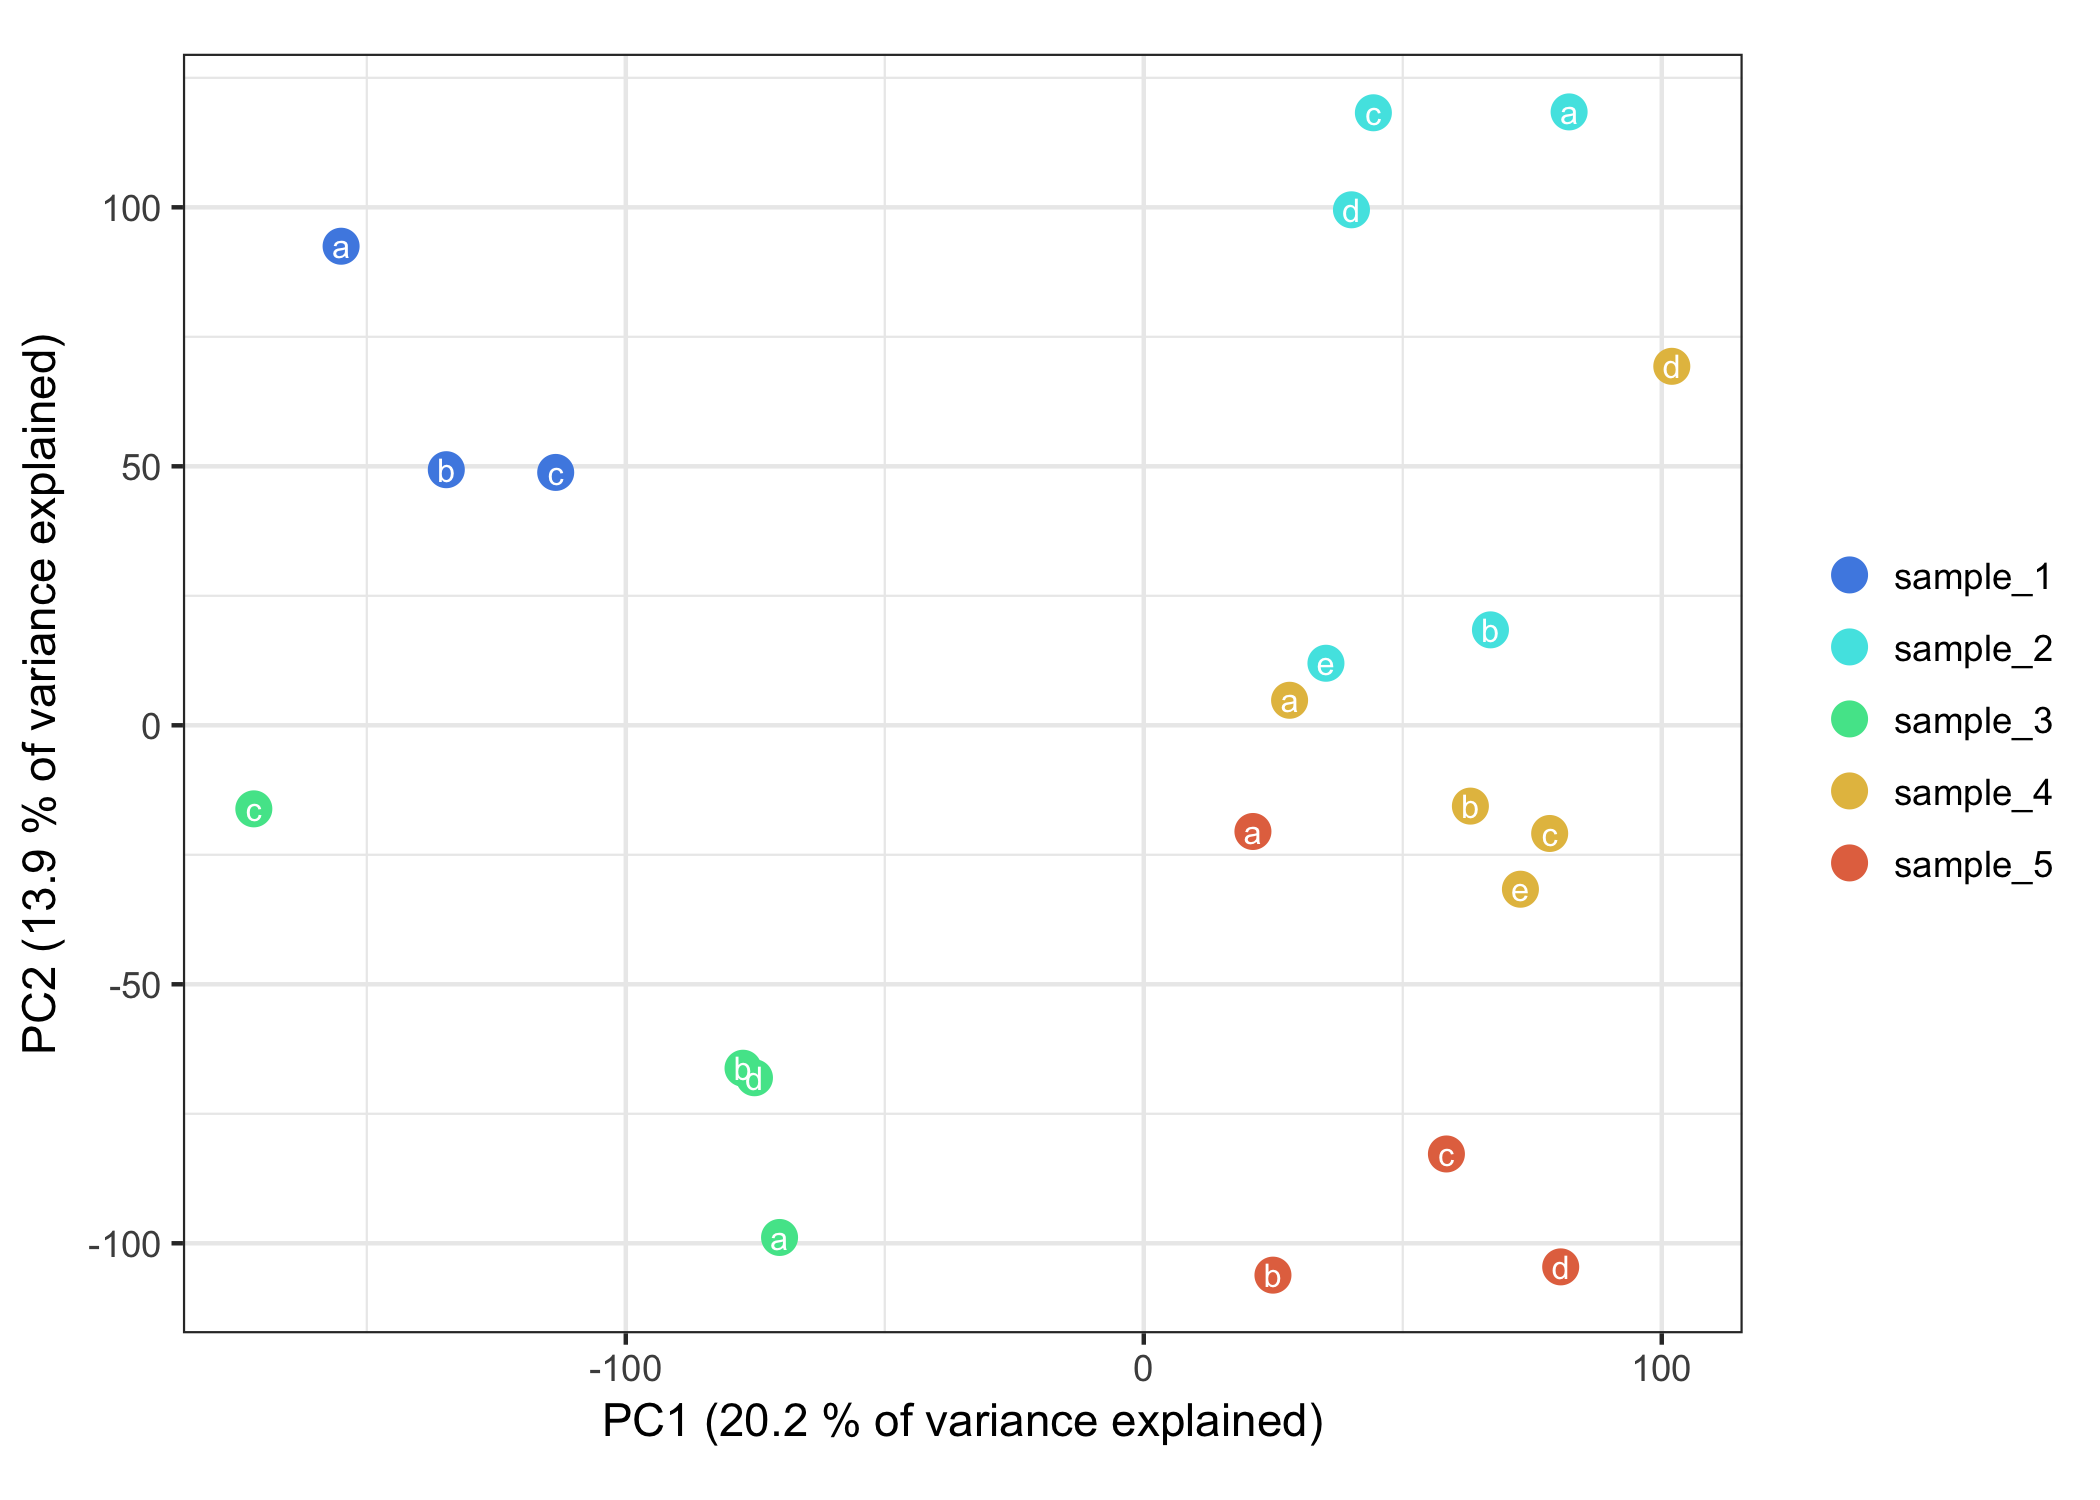 c
a
100
d
a
d
50
b
c
PC2 (13.9 % of variance explained)
b
e
a
0
c
b
a
c
e
-50
b
d
c
-100
a
b
d
-100
0
100
PC1 (20.2 % of variance explained)
sample_1
sample_2
sample_3
sample_4
sample_5